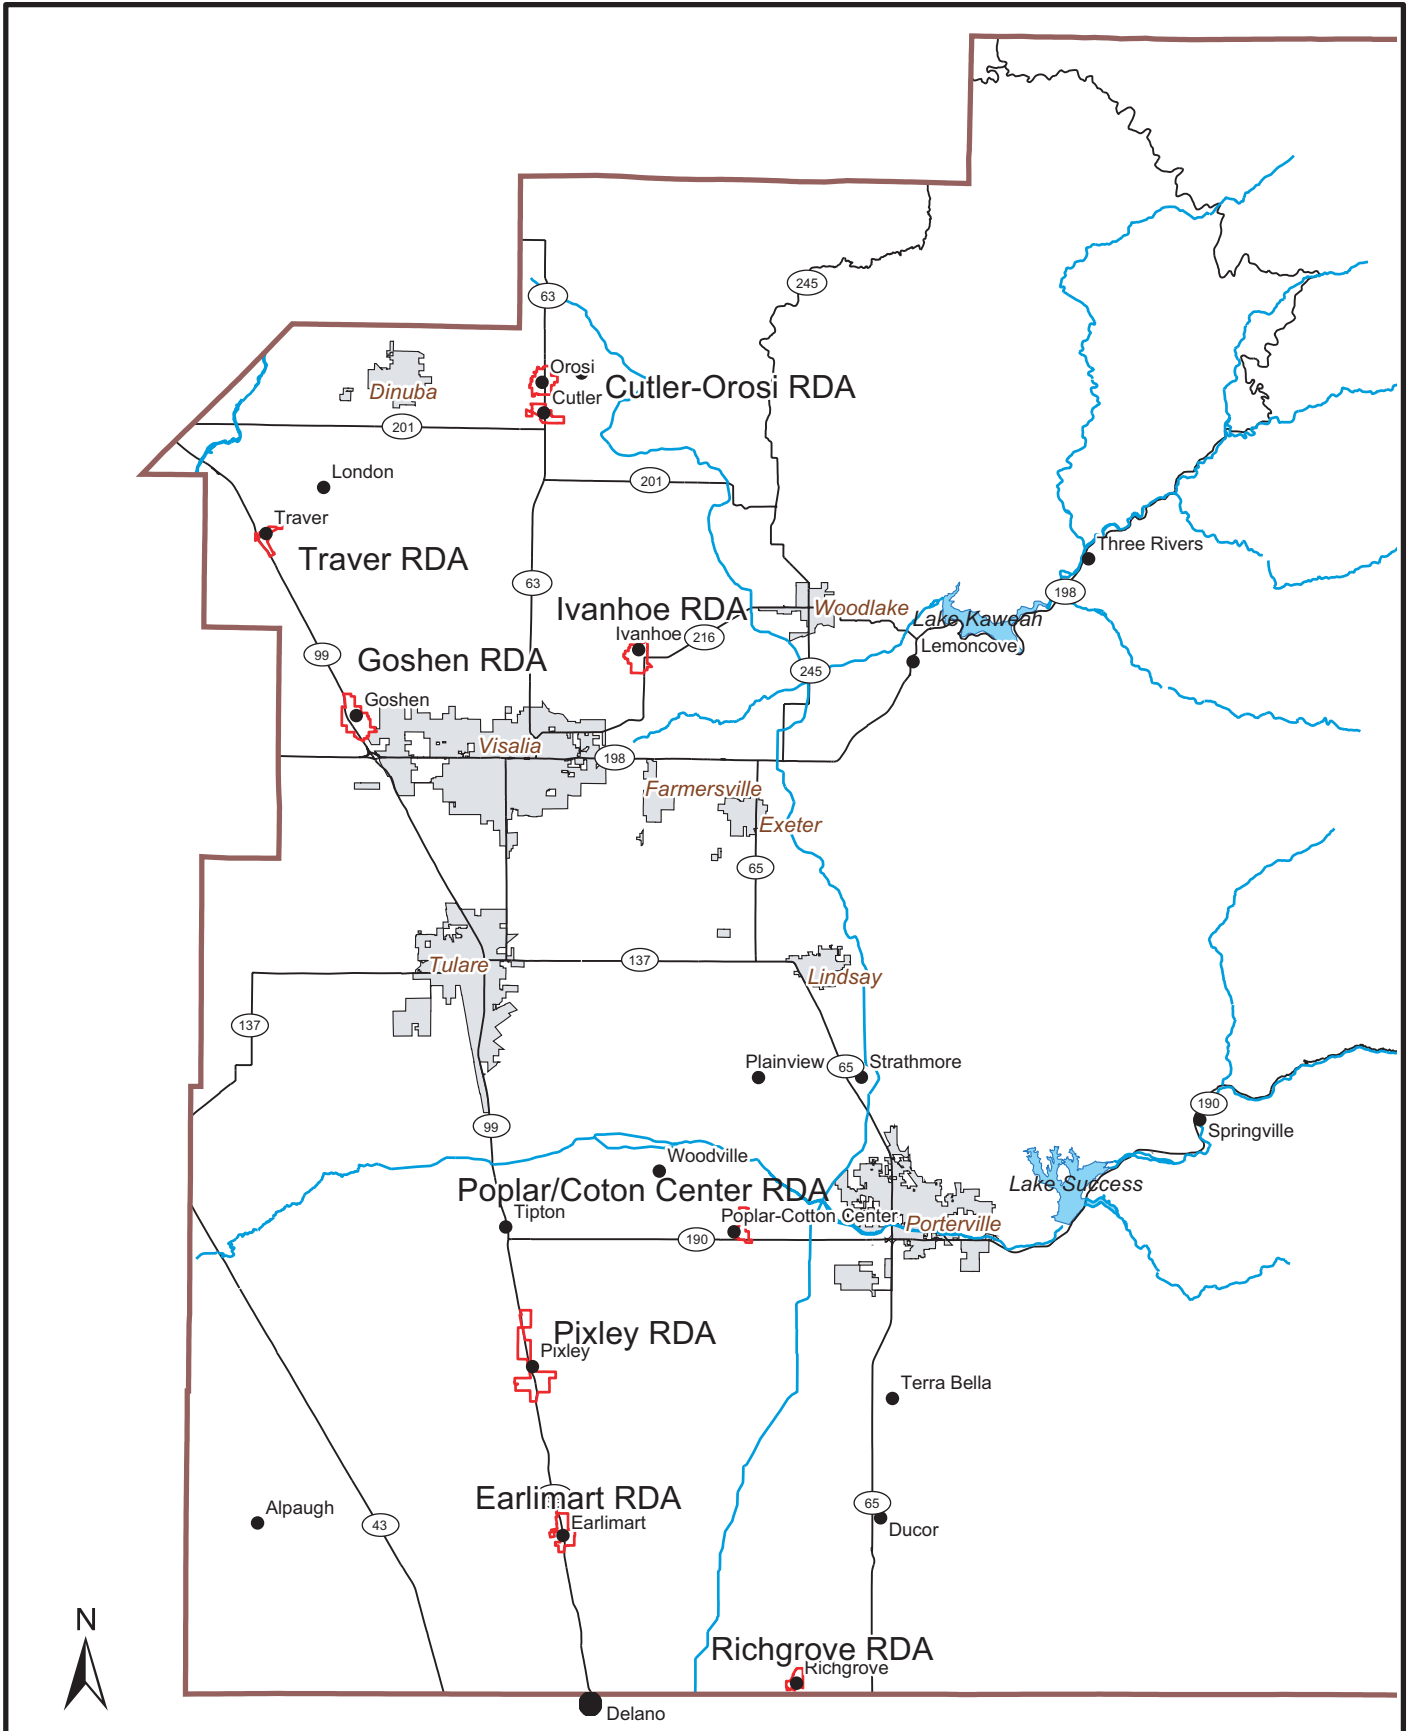 245
63
Orosi
Cutler-Orosi RDA
Dinuba
Cutler
201
London
201
Traver
Traver RDA
Three Rivers
63
198
Ivanhoe RDA
Woodlake
Lake Kaweah
Ivanhoe
216
Lemoncove
99
Goshen RDA
245
Goshen
Visalia
198
Farmersville
Exeter
65
137
Tulare
Lindsay
137
Plainview
65
Strathmore
190
99
Springville
Woodville
Lake Success
Poplar/Coton Center RDA
Tipton
Poplar-Cotton Center
Porterville
190
Pixley RDA
Pixley
Terra Bella
Earlimart RDA
65
Alpaugh
43
Earlimart
Ducor
N
Richgrove RDA
Richgrove
Delano